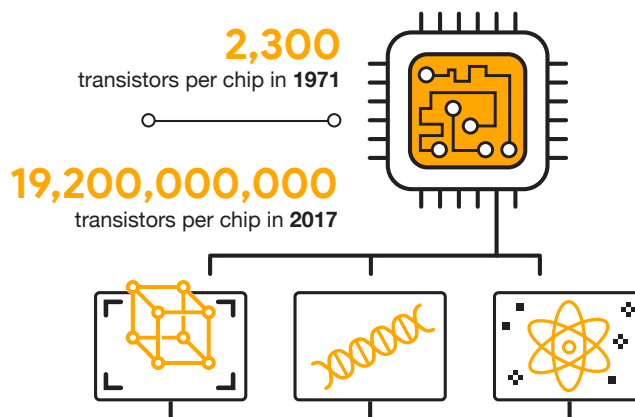 2,300
transistors per chip in 1971
19,200,000,000
transistors per chip in 2017